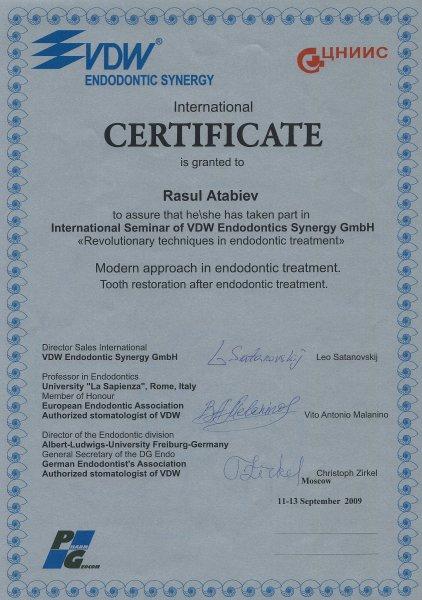 VDW®
ЦНИИС
ENDODONTIC SYNERGY
International
CERTIFICATE
is granted to
Rasul Atabiev
to assure that he\she has taken part in
International Seminar of VDW Endodontics Synergy GmbH
«Revolutionary techniques in endodontic treatment»
Modern approach in endodontic treatment.
Tooth restoration after endodontic treatment.
Director Sales International
VDW Endodontic Synergy GmbH
L Satanovskij
Leo Satanovskij
Professor in Endodontics
University "La Sapienza", Rome, Italy
Member of Honour
European Endodontic Association
Authorized stomatologist of VDW
Vito Antonio Malanino
Director of the Endodontic division
Albert-Ludwigs-University Freiburg-Germany
General Secretary of the DG Endo
German Endodontist's Association
Authorized stomatologist of VDW
Christoph Zirkel
Moscow
11-13 September 2009
P
G